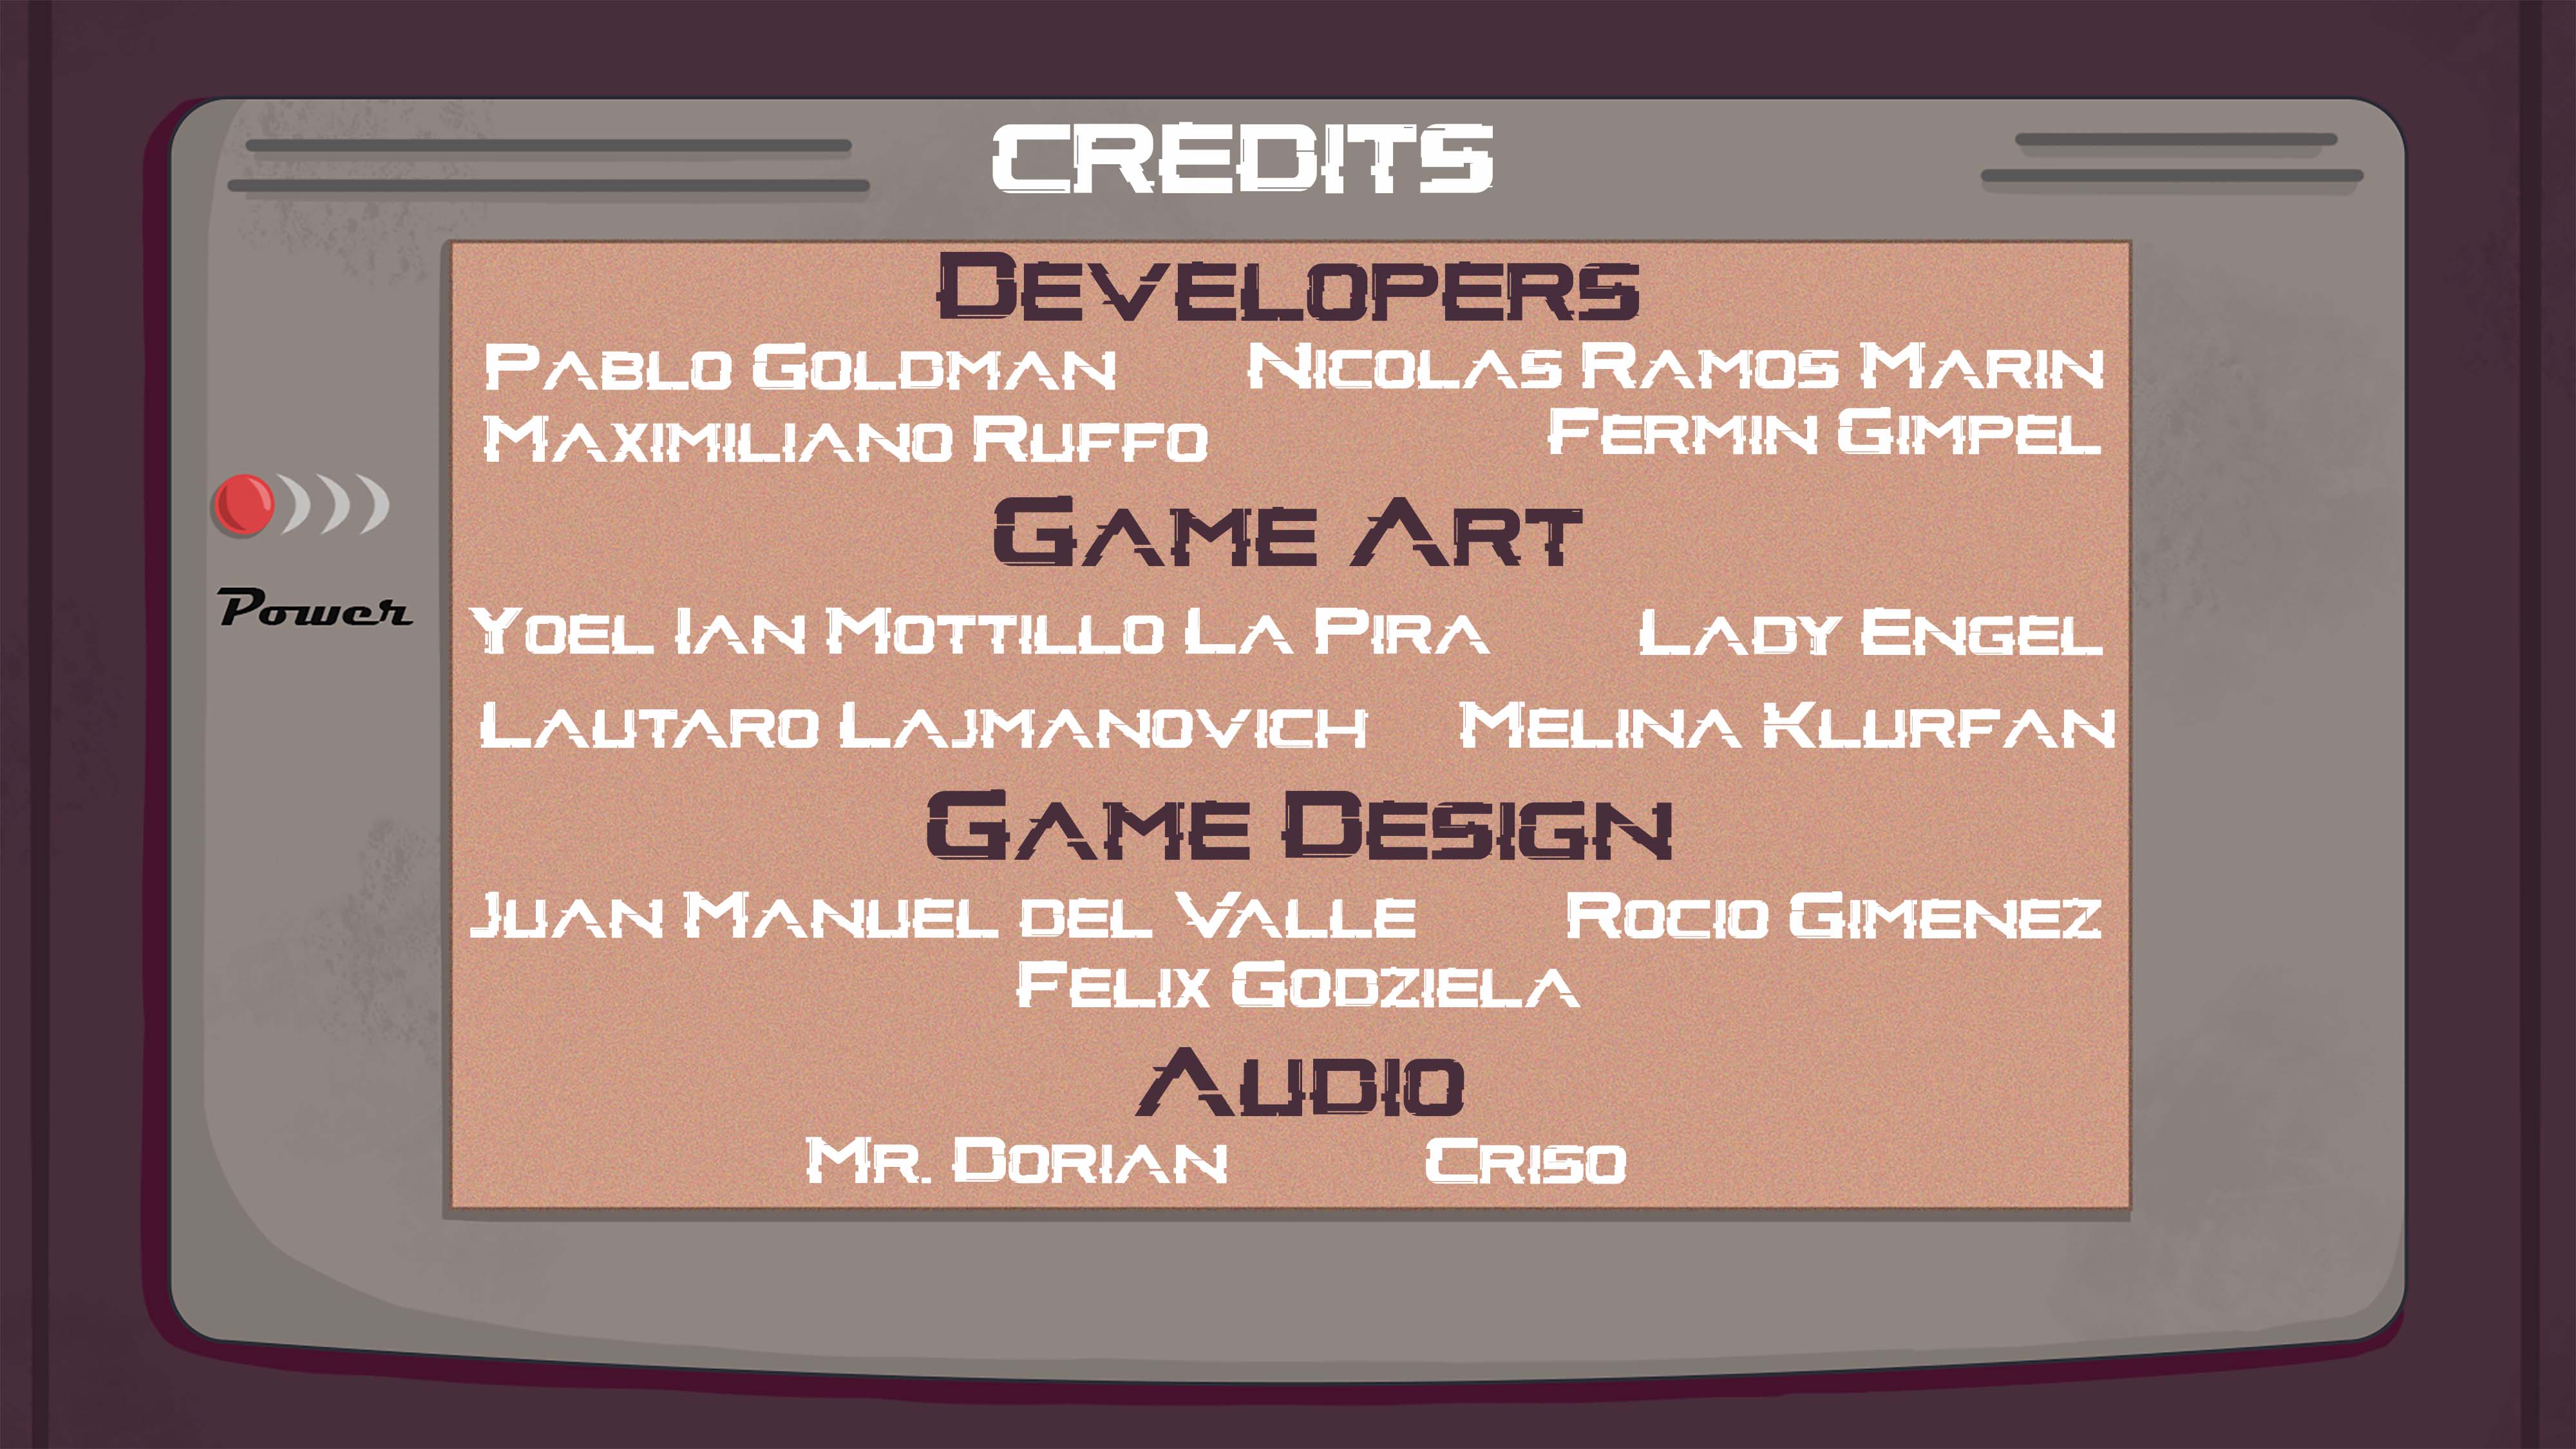 CREDITS
Developers
Pablo Goldman Nicolas Ramos Marin
Maximiliano Ruffo Fermin Gimpel
Game Art
Power
Yoel Ian Mottillo La Pira Lady Engel
Lautaro Lajmanovich Melina Klurfan
Game Design
Juan Manuel del Valle Rocio Gimenez
Felix Godziela
Audio
Mr. Dorian Criso